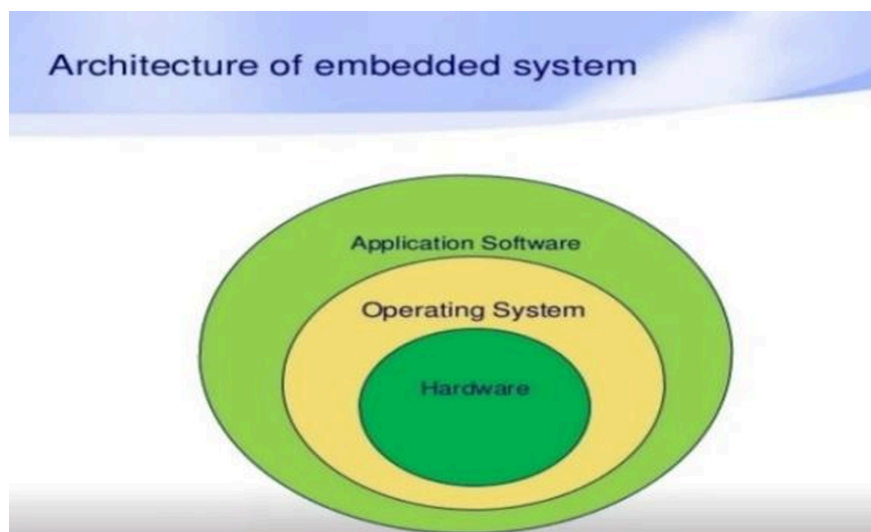 Architecture of embedded system
Application Software
Operating System
Hardware